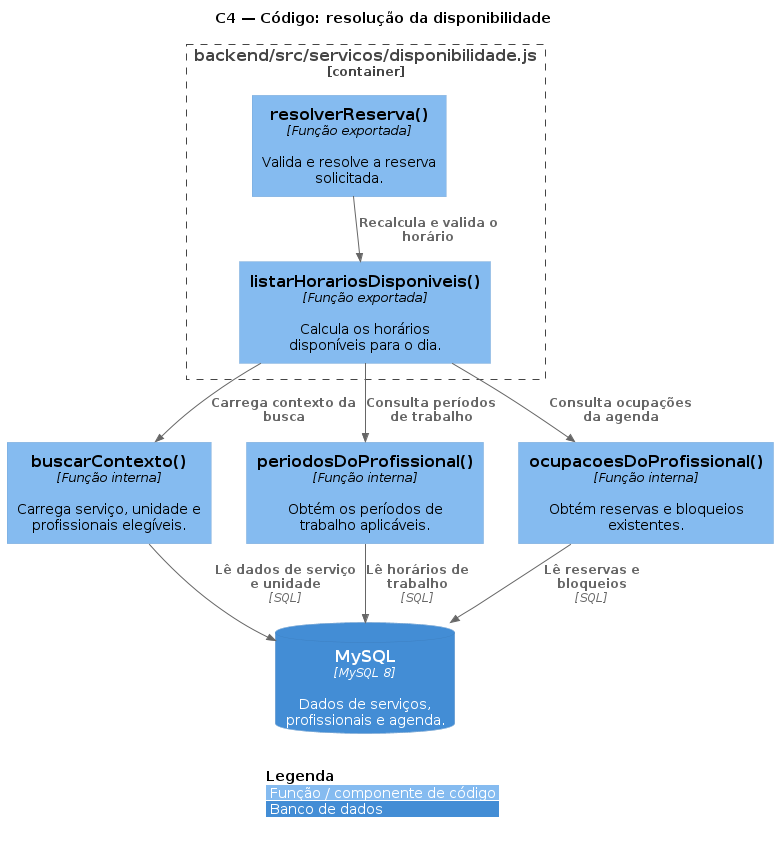 C4 — Código: resolução da disponibilidade
backend/src/servicos/disponibilidade.js
[container]
resolverReserva()
[Função exportada]
Valida e resolve a reserva
solicitada.
Recalcula e valida o
horário
listarHorariosDisponiveis()
[Função exportada]
Calcula os horários
disponíveis para o dia.
Carrega contexto da
busca
Consulta períodos
de trabalho
Consulta ocupações
da agenda
buscarContexto()
[Função interna]
Carrega serviço, unidade e
profissionais elegíveis.
periodosDoProfissional()
[Função interna]
Obtém os períodos de
trabalho aplicáveis.
ocupacoesDoProfissional()
[Função interna]
Obtém reservas e bloqueios
existentes.
Lê dados de serviço
e unidade
[SQL]
Lê horários de
trabalho
[SQL]
Lê reservas e
bloqueios
[SQL]
MySQL
[MySQL 8]
Dados de serviços,
profissionais e agenda.
Legenda
Função / componente de código
Banco de dados